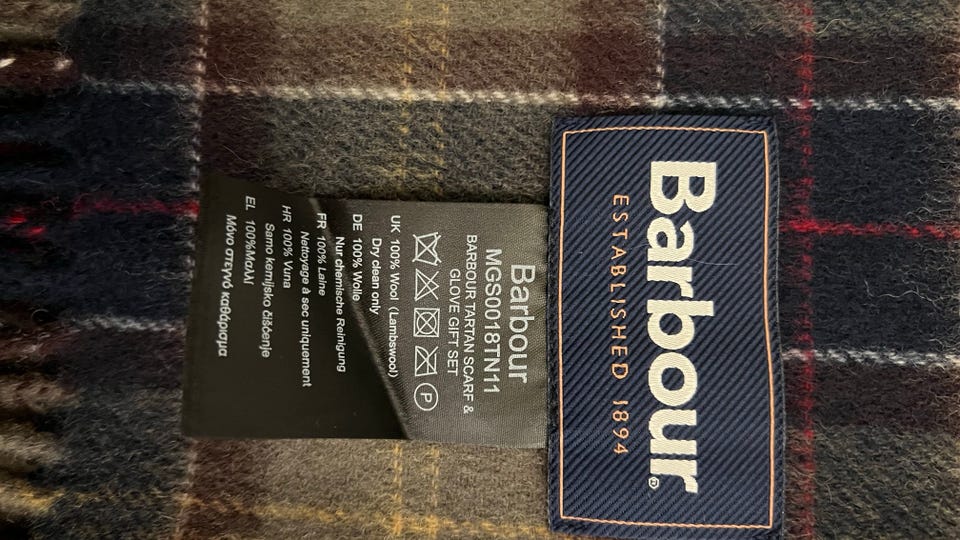 Barbour®
ESTABLISHED 1894
Barbour
MGS0018TN11
BARBOUR TARTAN SCARF &
GLOVE GIFT SET
P
UK 100% Wool (Lambswool)
Dry clean only
DE 100% Wolle
Nur chemische Reinigung
FR 100% Laine
Nettoyage à sec uniquement
HR 100% Vuna
Samo kemijsko čišćenje
EL 100%Μαλλί
Μόνο στεγνό καθάρισμα